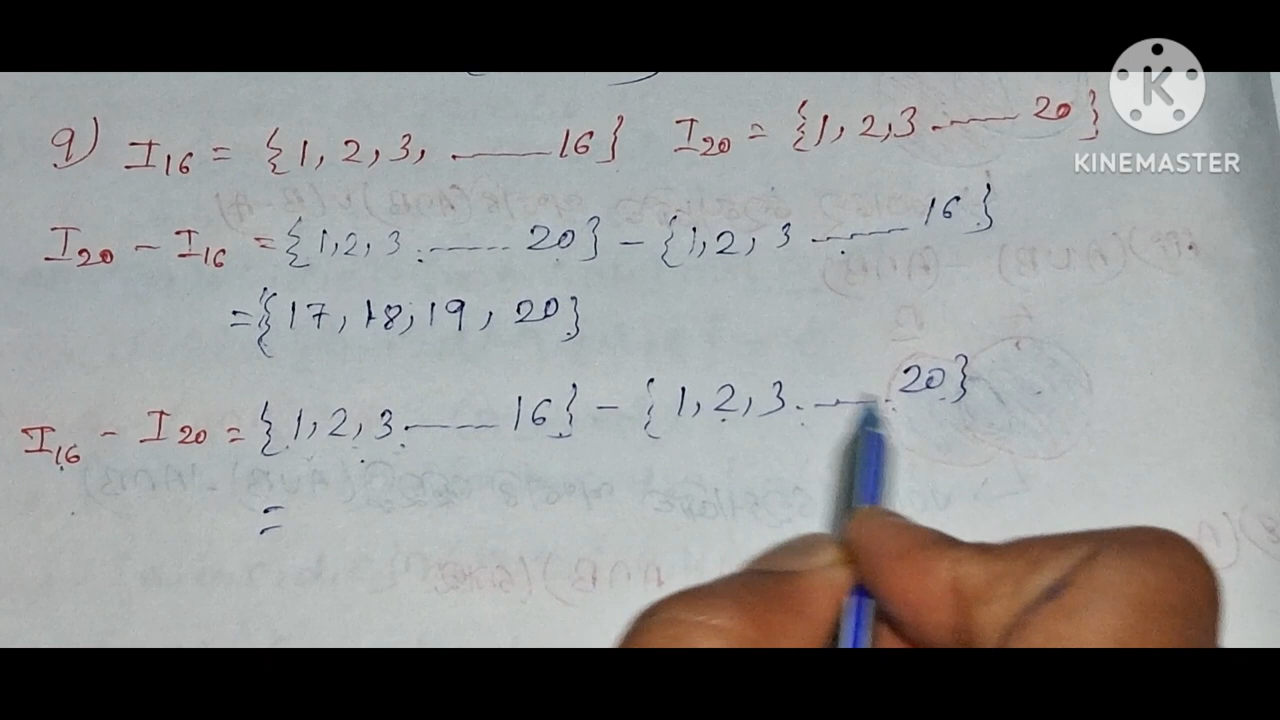 9) I16 = {1, 2, 3, ——16} I20 = {1, 2, 3 ...... 20}
I20 – I16 = {1, 2, 3 ...... 20} – {1, 2, 3 ...... 16}
= {17, 18, 19, 20}
I16 – I20 = {1, 2, 3 ...... 16} – {1, 2, 3 ...... 20}
=
KINEMASTER